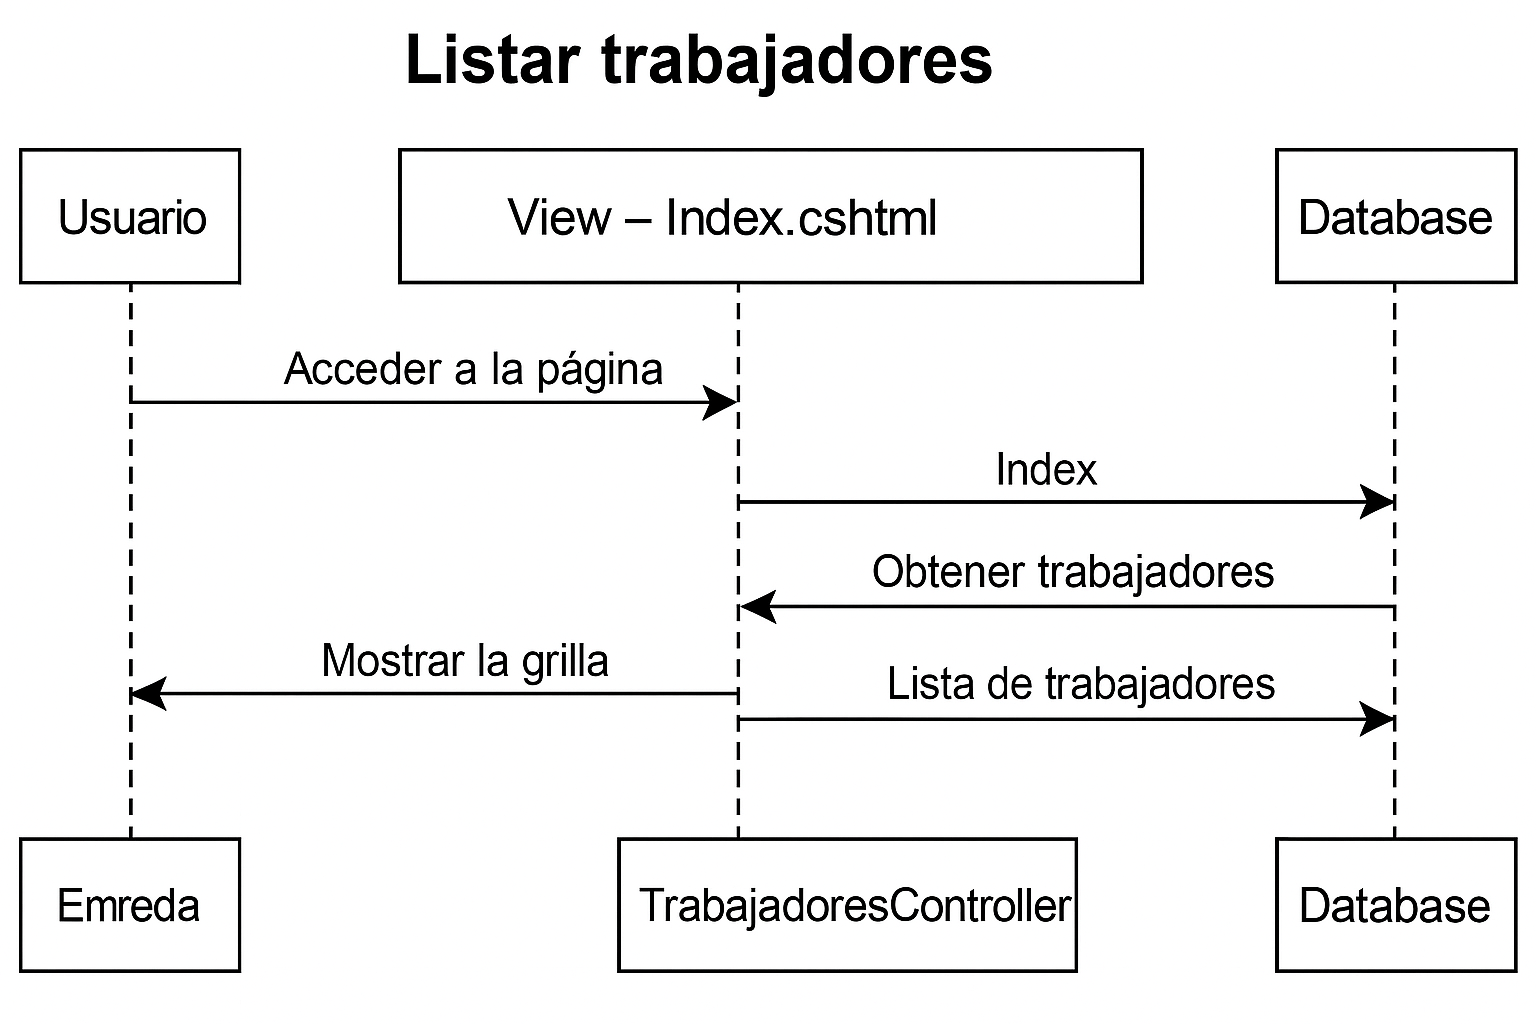 Listar trabajadores
Usuario
View – Index.cshtml
Database
Acceder a la página
Index
Obtener trabajadores
Mostrar la grilla
Lista de trabajadores
Emreda
TrabajadoresController
Database